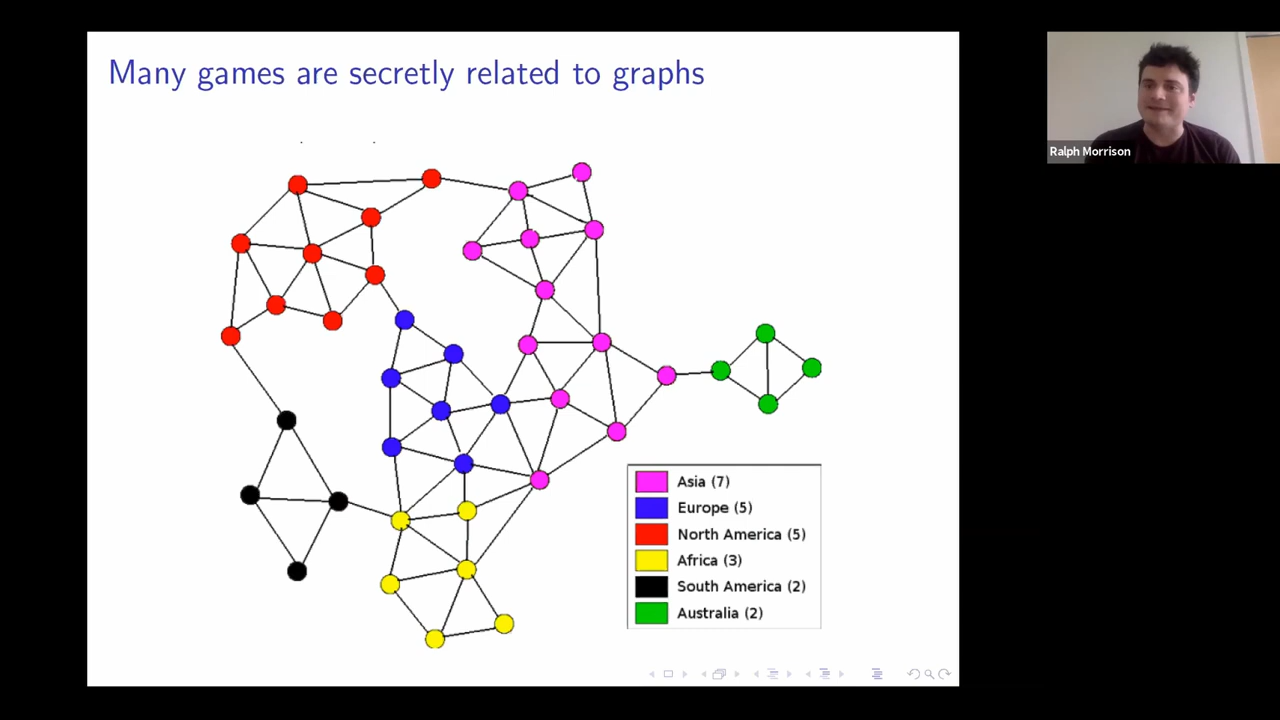 Many games are secretly related to graphs
Ralph Morrison
Asia (7)
Europe (5)
North America (5)
Africa (3)
South America (2)
Australia (2)